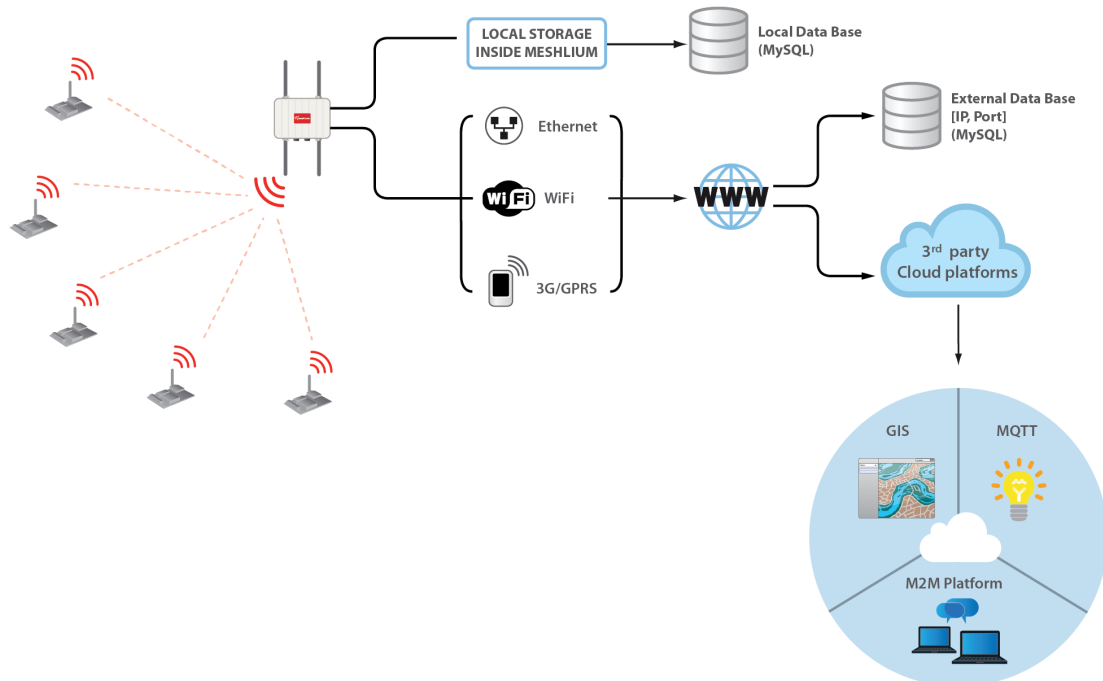 LOCAL STORAGE
INSIDE MESHLIUM
Local Data Base
(MySQL)
Ethernet
WiFi
WiFi
3G/GPRS
WWW
External Data Base
[IP, Port]
(MySQL)
3rd party
Cloud platforms
GIS
MQTT
M2M Platform